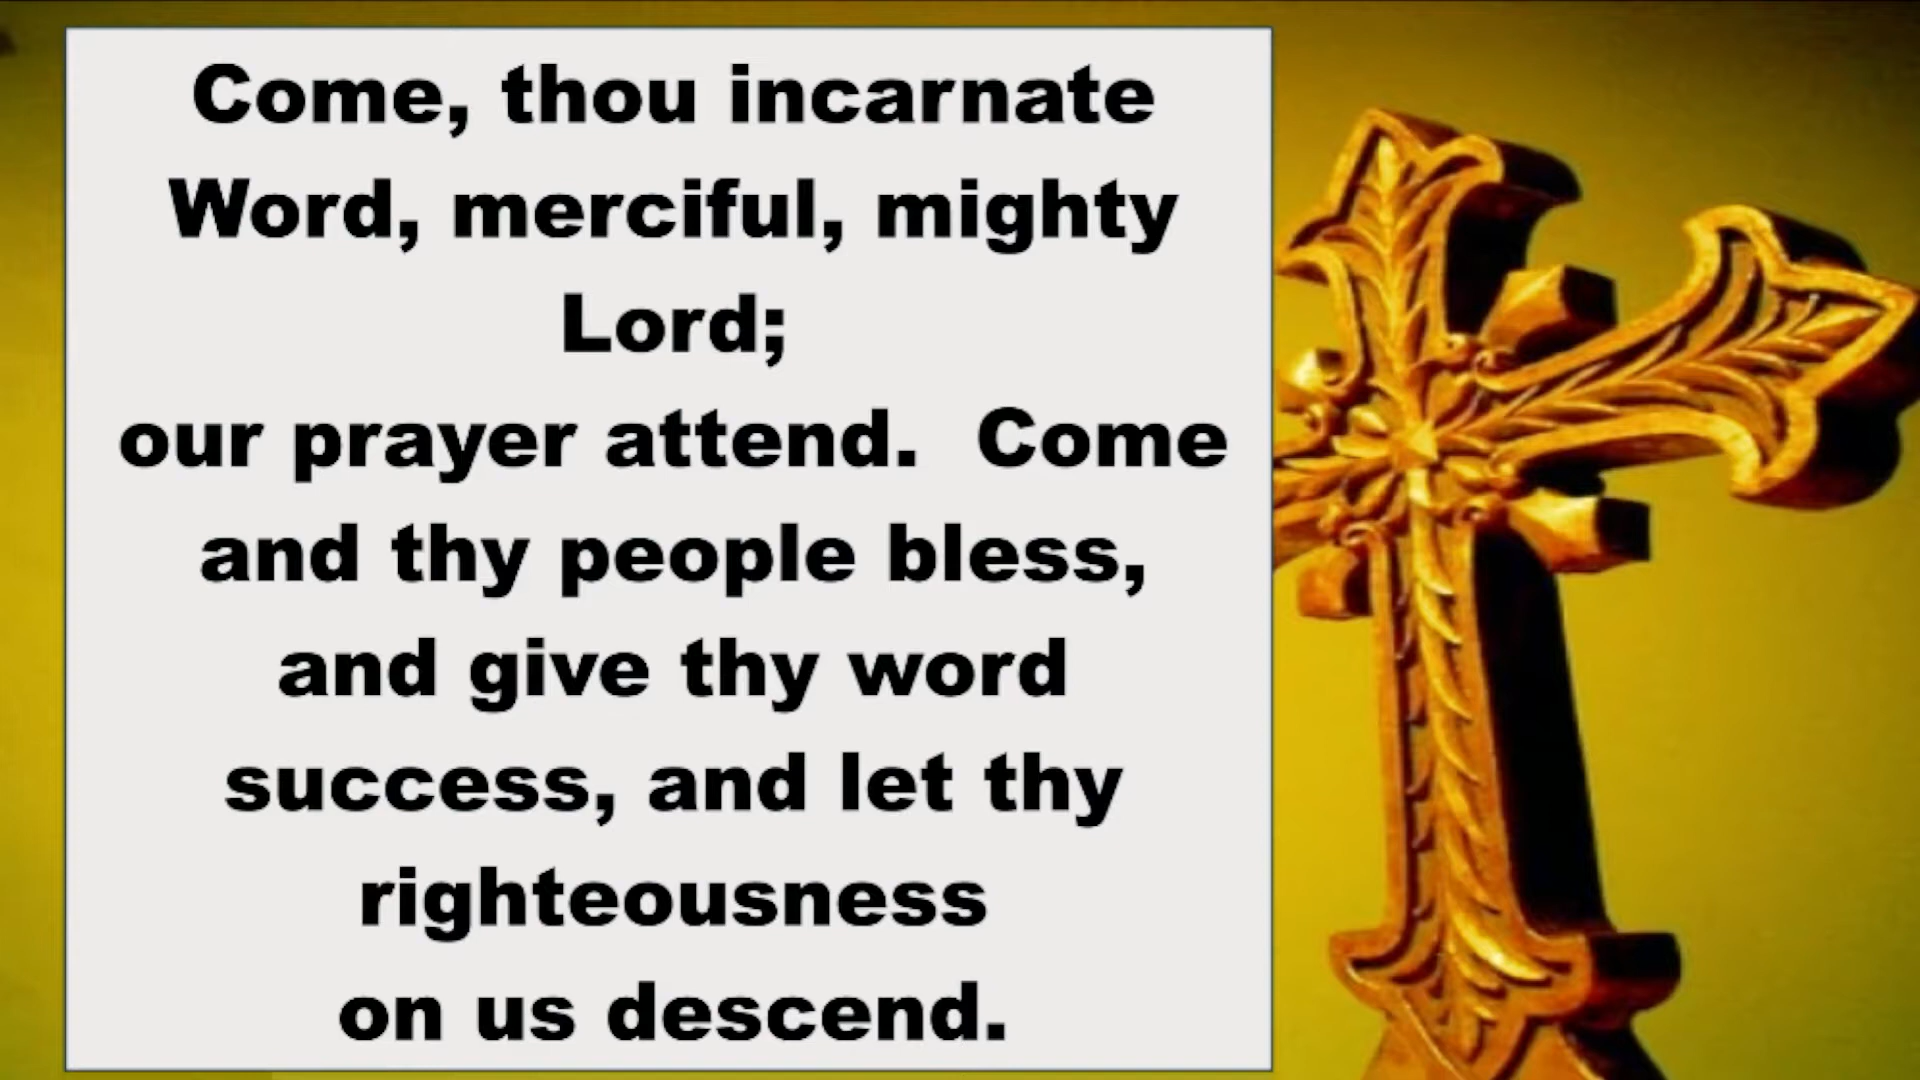 Come, thou incarnate
Word, merciful, mighty
Lord;
our prayer attend.  Come
and thy people bless,
and give thy word
success, and let thy
righteousness
on us descend.